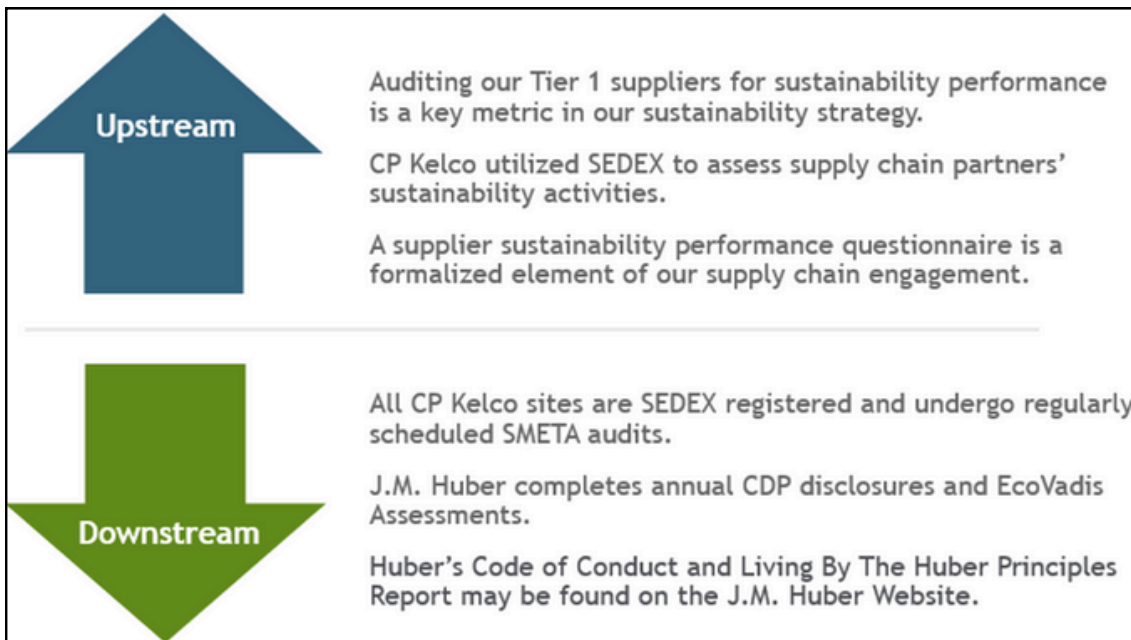 Upstream
Auditing our Tier 1 suppliers for sustainability performance
is a key metric in our sustainability strategy.
CP Kelco utilized SEDEX to assess supply chain partners'
sustainability activities.
A supplier sustainability performance questionnaire is a
formalized element of our supply chain engagement.
Downstream
All CP Kelco sites are SEDEX registered and undergo regularly
scheduled SMETA audits.
J.M. Huber completes annual CDP disclosures and EcoVadis
Assessments.
Huber's Code of Conduct and Living By The Huber Principles
Report may be found on the J.M. Huber Website.